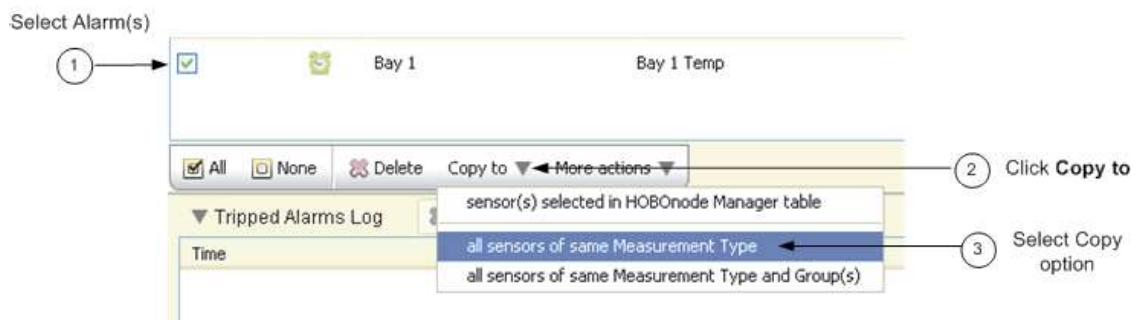 Select Alarm(s)
1
Bay 1 Bay 1 Temp
All None Delete Copy to More actions
2 Click Copy to
sensor(s) selected in HOBOnode Manager table
Tripped Alarms Log
all sensors of same Measurement Type
3 Select Copy option
Time
all sensors of same Measurement Type and Group(s)